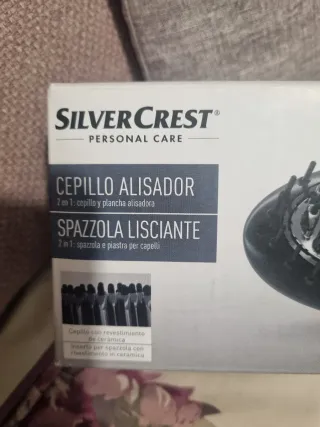 SILVERCREST®
PERSONAL CARE
CEPILLO ALISADOR
2 en 1: cepillo y plancha alisadora
SPAZZOLA LISCIANTE
2 in 1: spazzola e piastra per capelli
Cepillo con revestimiento
de cerámica
Inserto per spazzola con
rivestimento in ceramica